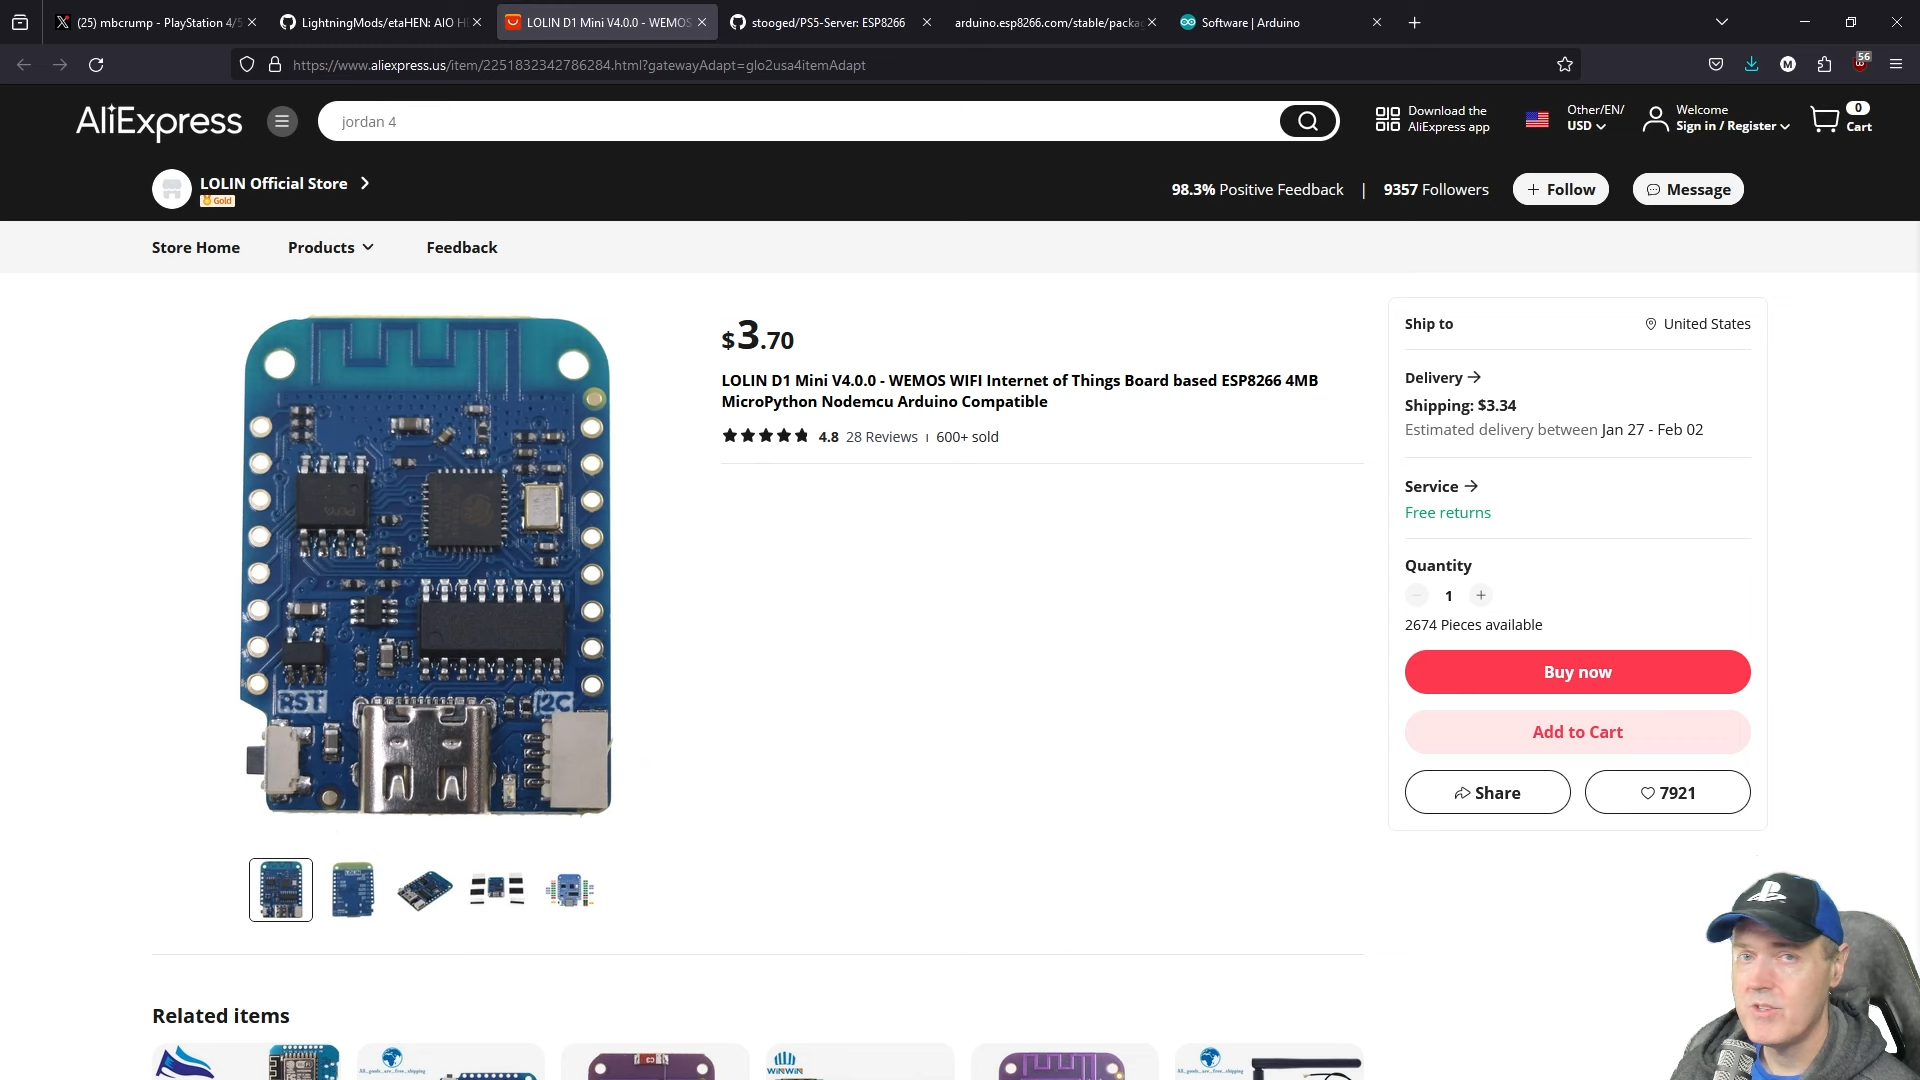 (25) mbcrump - PlayStation 4/5
LightningMods/etaHEN: AIO H
LOLIN D1 Mini V4.0.0 - WEMOS
stooged/PS5-Server: ESP8266
arduino.esp8266.com/stable/packag
Software | Arduino
https://www.aliexpress.us/item/2251832342786284.html?gatewayAdapt=glo2usa4itemAdapt
M
56
AliExpress
jordan 4
Download the
AliExpress app
Other/EN/
USD
Welcome
Sign in / Register
0
Cart
LOLIN Official Store
Gold
98.3% Positive Feedback | 9357 Followers
+ Follow
Message
Store Home
Products
Feedback
RST
I2C
$3.70
LOLIN D1 Mini V4.0.0 - WEMOS WIFI Internet of Things Board based ESP8266 4MB
MicroPython Nodemcu Arduino Compatible
4.8 28 Reviews 600+ sold
Ship to
United States
Delivery
Shipping: $3.34
Estimated delivery between Jan 27 - Feb 02
Service
Free returns
Quantity
1
2674 Pieces available
Buy now
Add to Cart
Share
7921
Related items
All_goods_are_free_shipping
WINWIN
All_goods_are_free_shipping